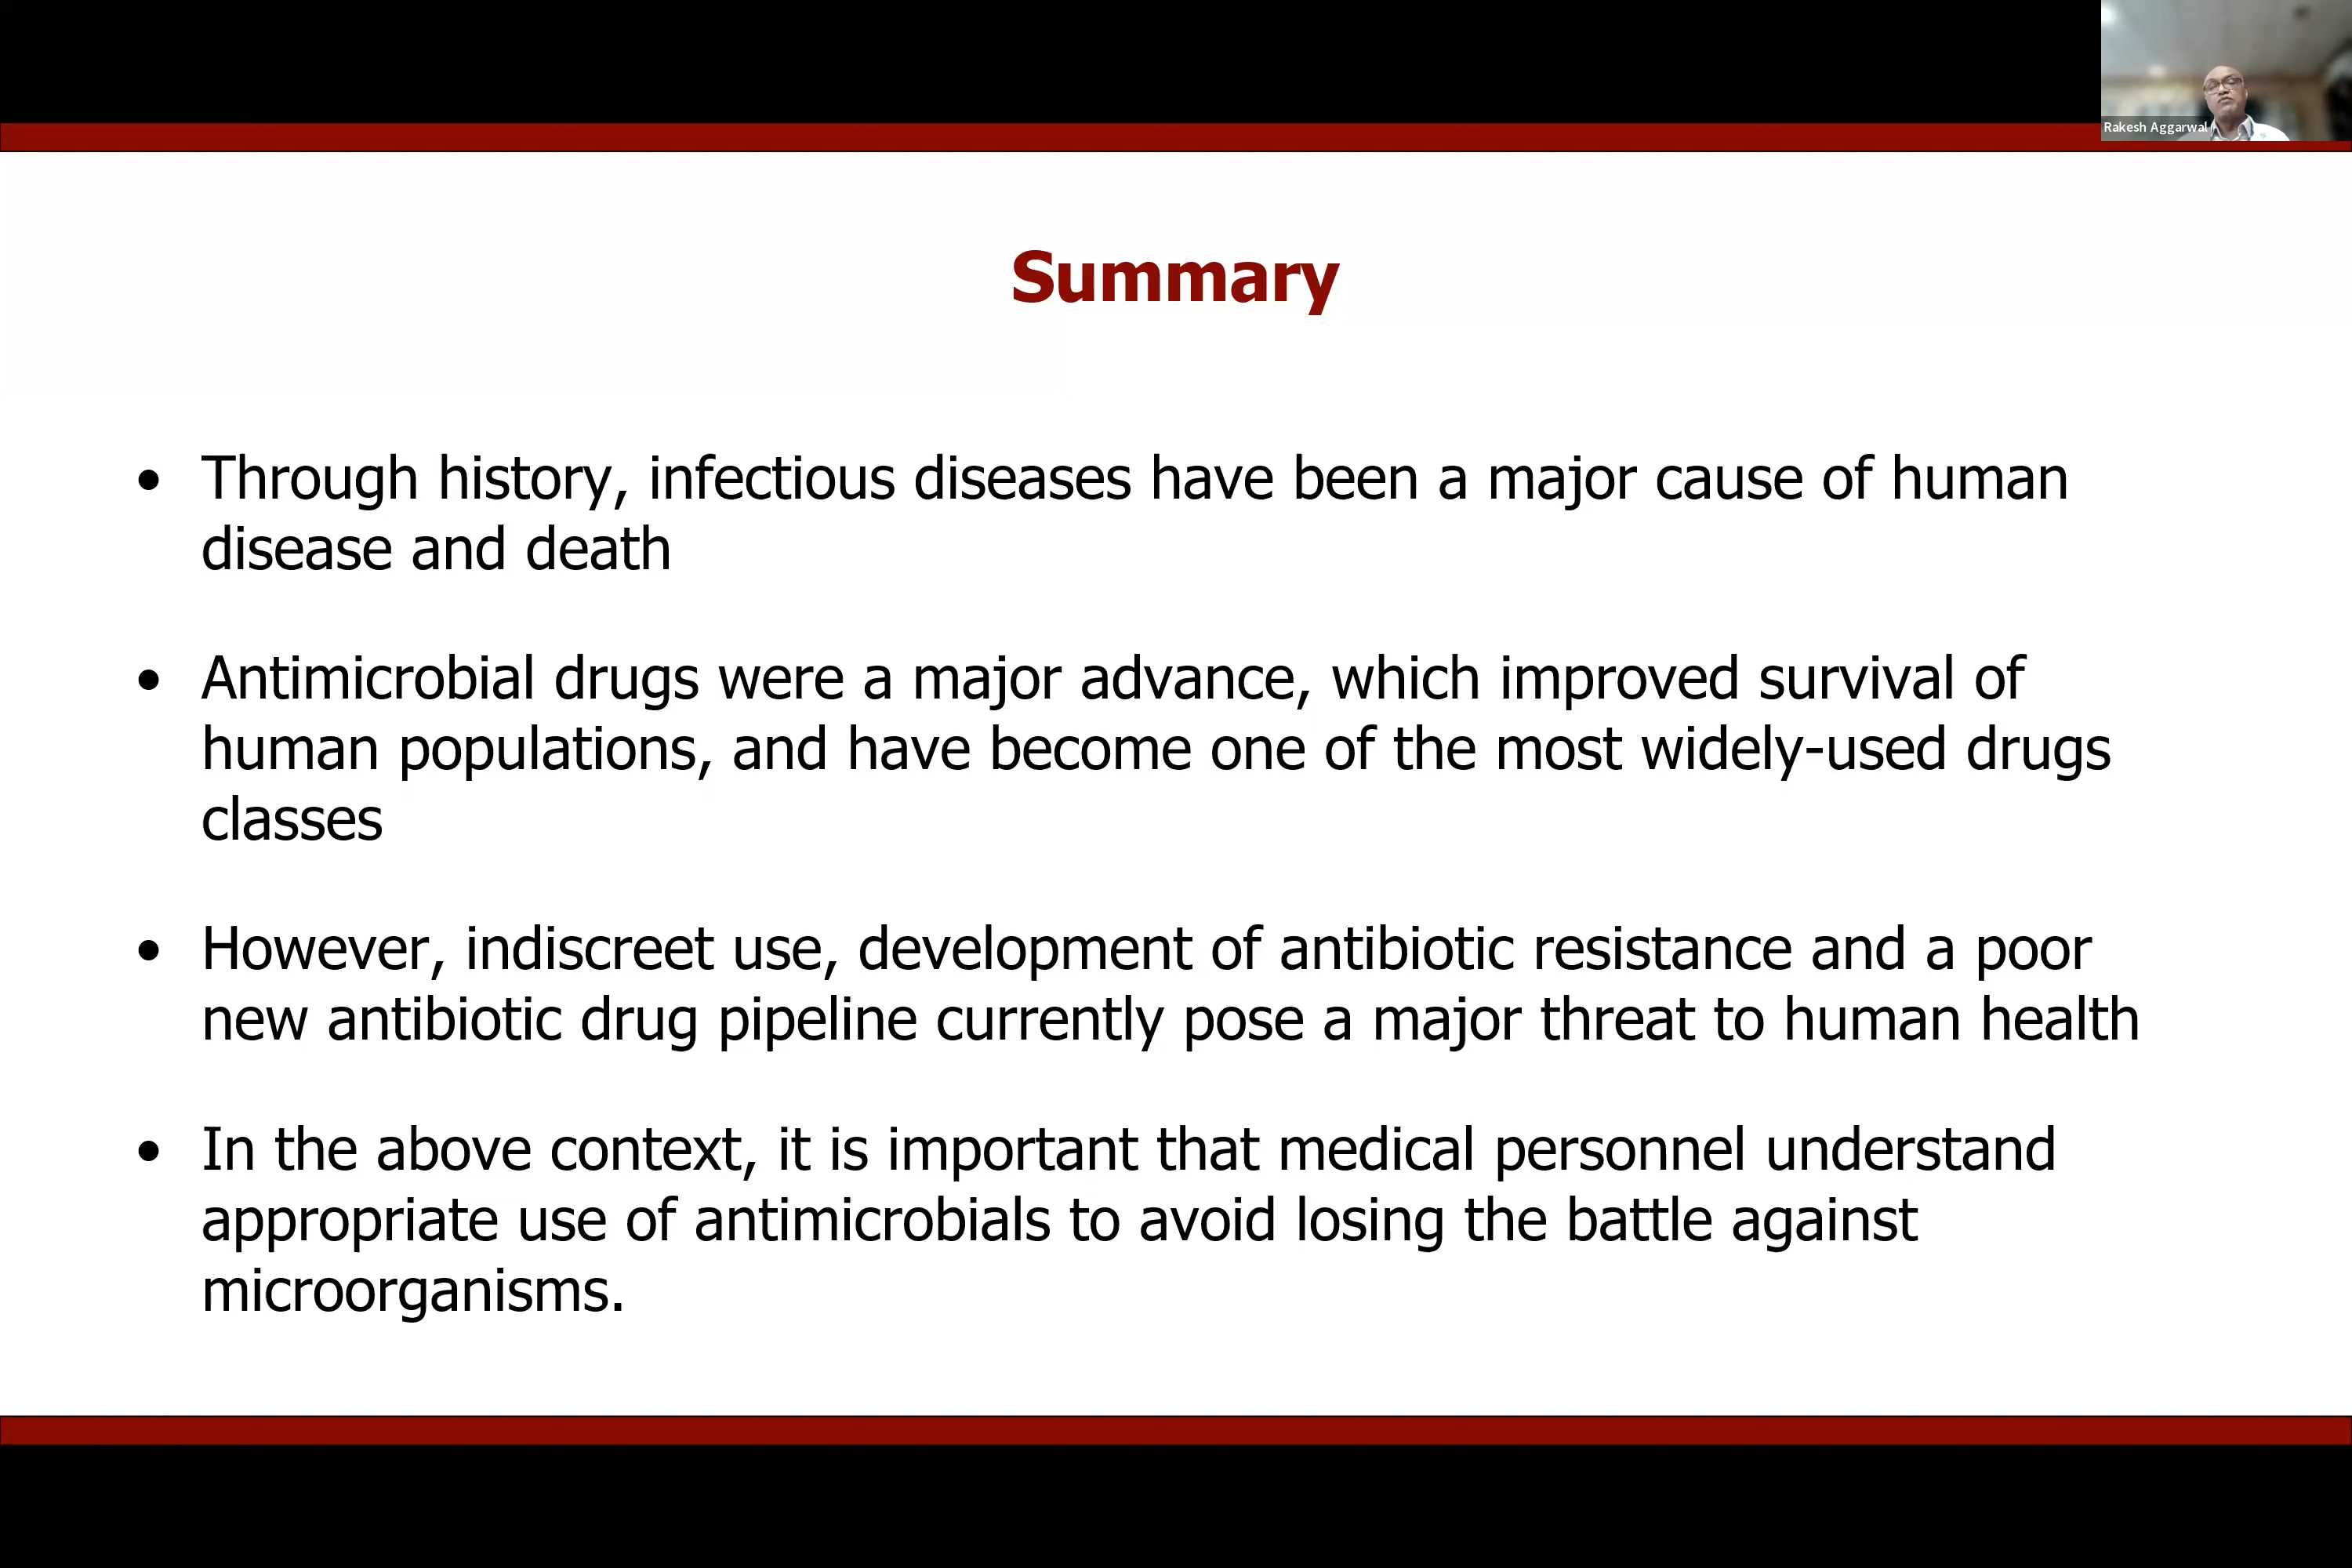 Rakesh Aggarwal
Summary
• Through history, infectious diseases have been a major cause of human
disease and death
• Antimicrobial drugs were a major advance, which improved survival of
human populations, and have become one of the most widely-used drugs
classes
• However, indiscreet use, development of antibiotic resistance and a poor
new antibiotic drug pipeline currently pose a major threat to human health
• In the above context, it is important that medical personnel understand
appropriate use of antimicrobials to avoid losing the battle against
microorganisms.